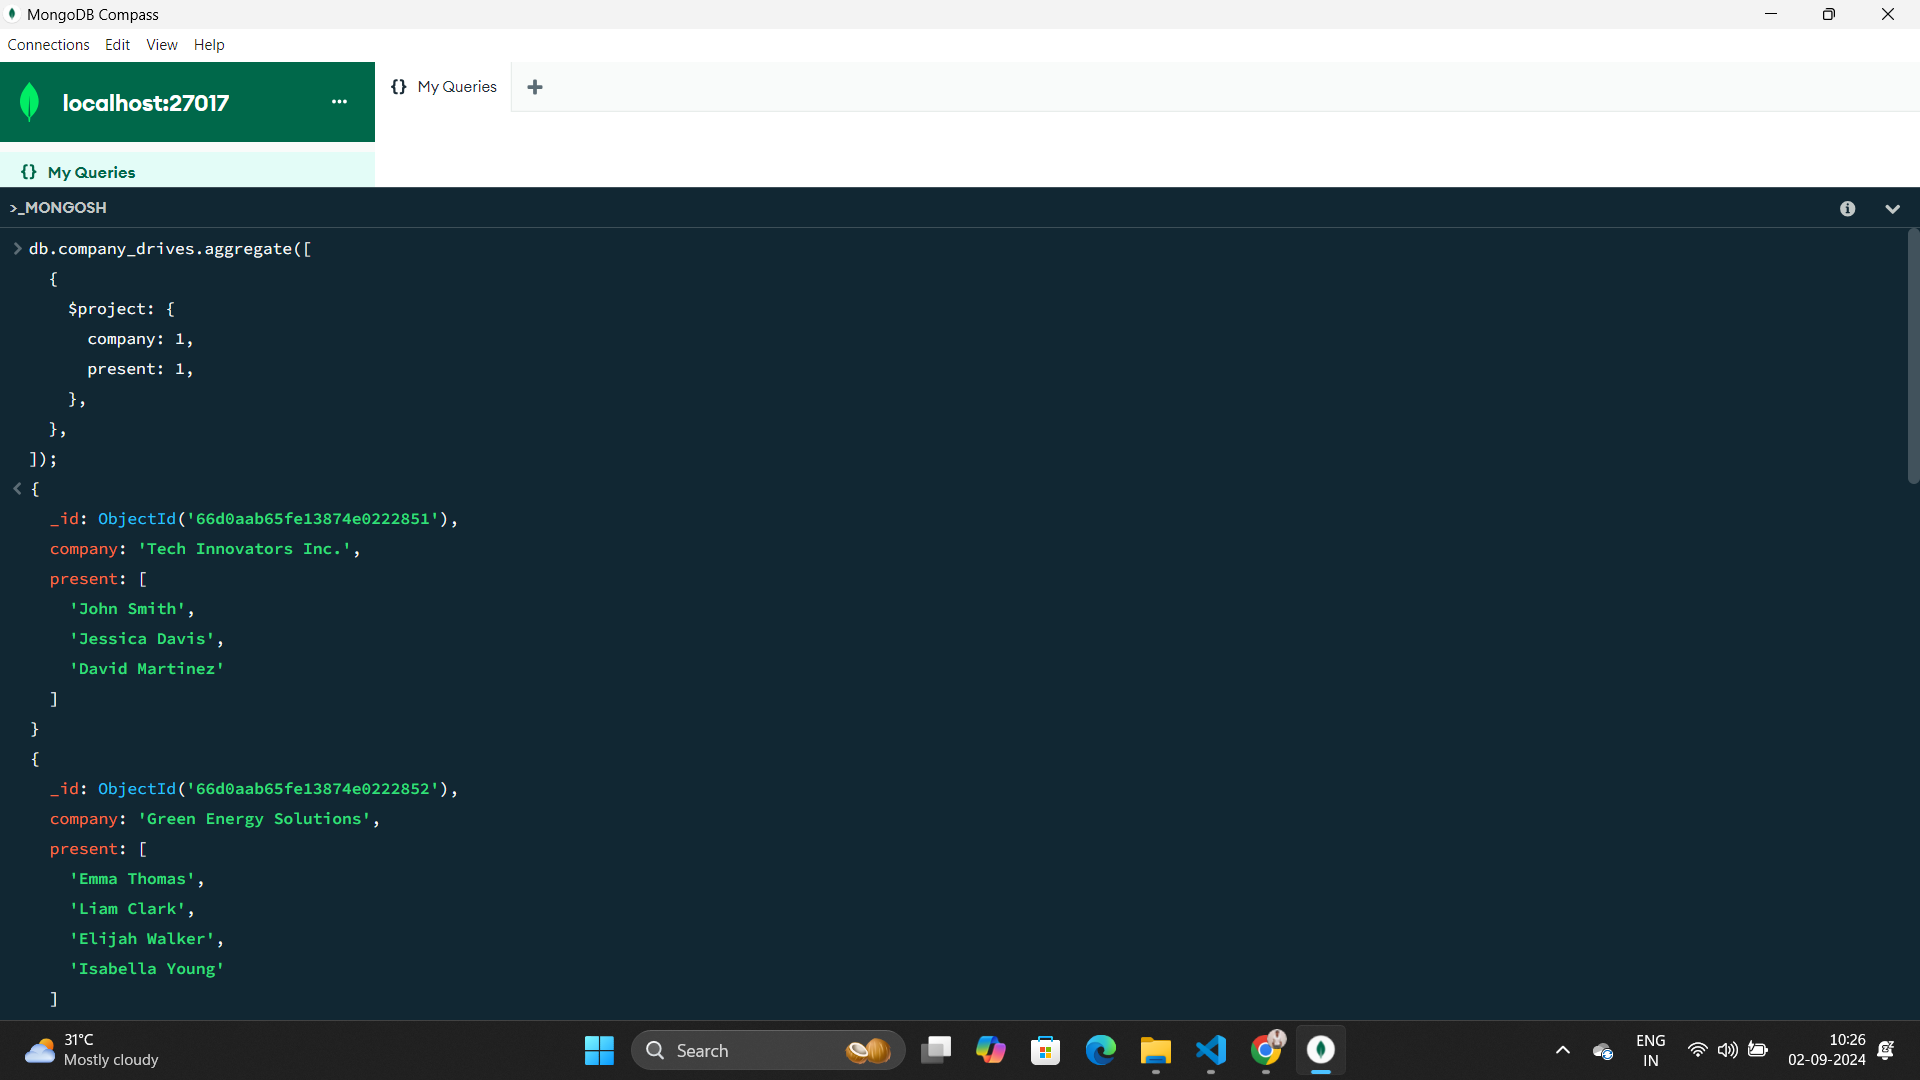 MongoDB Compass
Connections Edit View Help
localhost:27017
{} My Queries
{} My Queries
>_MONGOSH
db.company_drives.aggregate([
{
$project: {
company: 1,
present: 1,
},
},
]);
{
_id: ObjectId('66d0aab65fe13874e0222851'),
company: 'Tech Innovators Inc.',
present: [
'John Smith',
'Jessica Davis',
'David Martinez'
]
}
{
_id: ObjectId('66d0aab65fe13874e0222852'),
company: 'Green Energy Solutions',
present: [
'Emma Thomas',
'Liam Clark',
'Elijah Walker',
'Isabella Young'
]
31°C
Mostly cloudy
Search
ENG
IN
10:26
02-09-2024